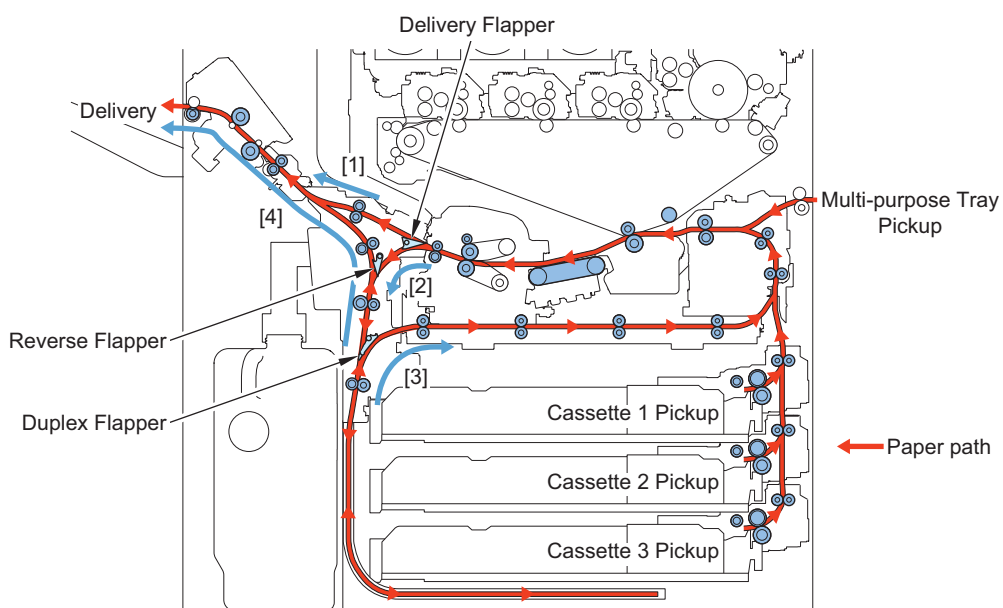 Delivery Flapper
Delivery
[1]
[4]
Multi-purpose Tray
Pickup
[2]
Reverse Flapper
[3]
Duplex Flapper
Cassette 1 Pickup
Paper path
Cassette 2 Pickup
Cassette 3 Pickup